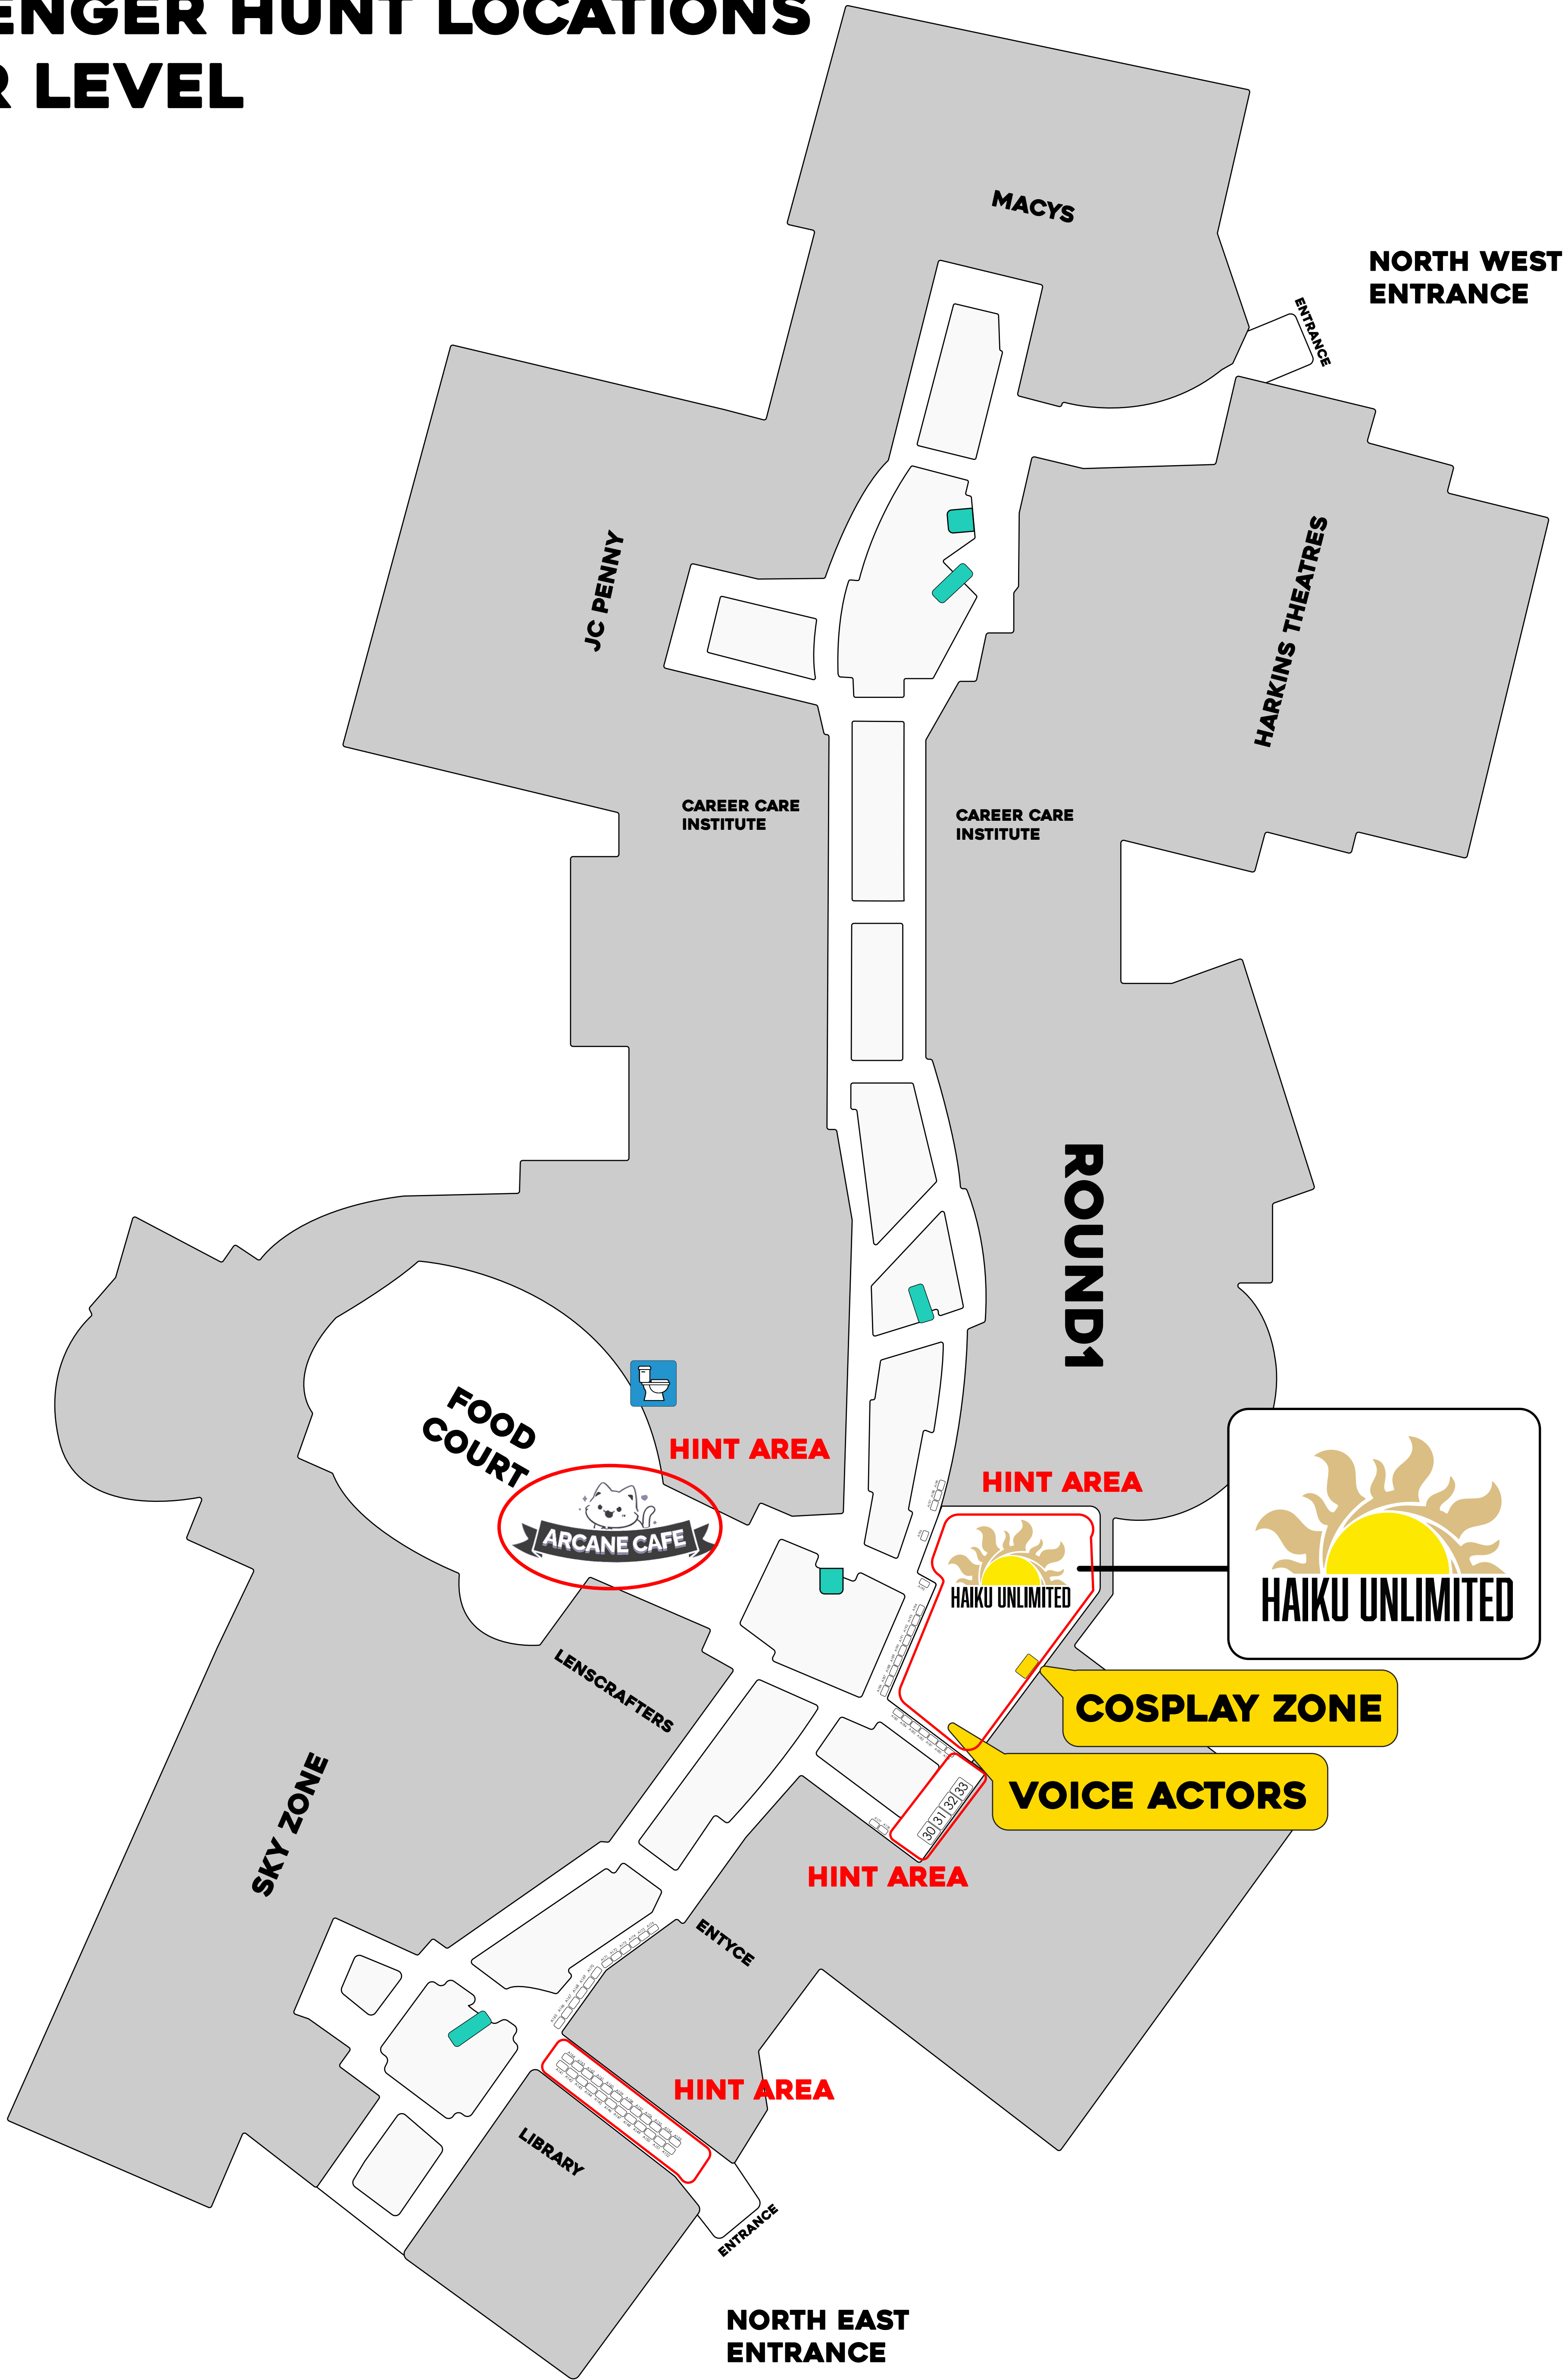 ENGER HUNT LOCATIONS
R LEVEL
MACYS
NORTH WEST
ENTRANCE
ENTRANCE
JC PENNY
HARKINS THEATRES
CAREER CARE
INSTITUTE
CAREER CARE
INSTITUTE
ROUND1
FOOD
COURT
HINT AREA
HINT AREA
ARCANE CAFE
HAIKU UNLIMITED
HAIKU UNLIMITED
LENSCRAFTERS
COSPLAY ZONE
VOICE ACTORS
30 31 32 33
SKY ZONE
HINT AREA
ENTYCE
HINT AREA
LIBRARY
ENTRANCE
NORTH EAST
ENTRANCE